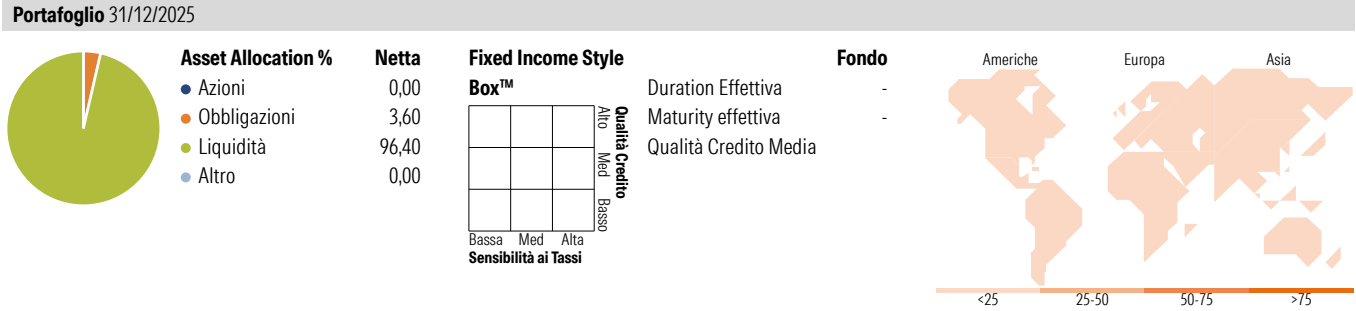 Portafoglio 31/12/2025
Asset Allocation % Netta
Azioni 0,00
Obbligazioni 3,60
Liquidità 96,40
Altro 0,00
Fixed Income Style
Box™
Alto Med Basso
Qualità Credito
Bassa Med Alta
Sensibilità ai Tassi
Fondo
Duration Effettiva -
Maturity effettiva -
Qualità Credito Media
Americhe Europa Asia
<25 25-50 50-75 >75